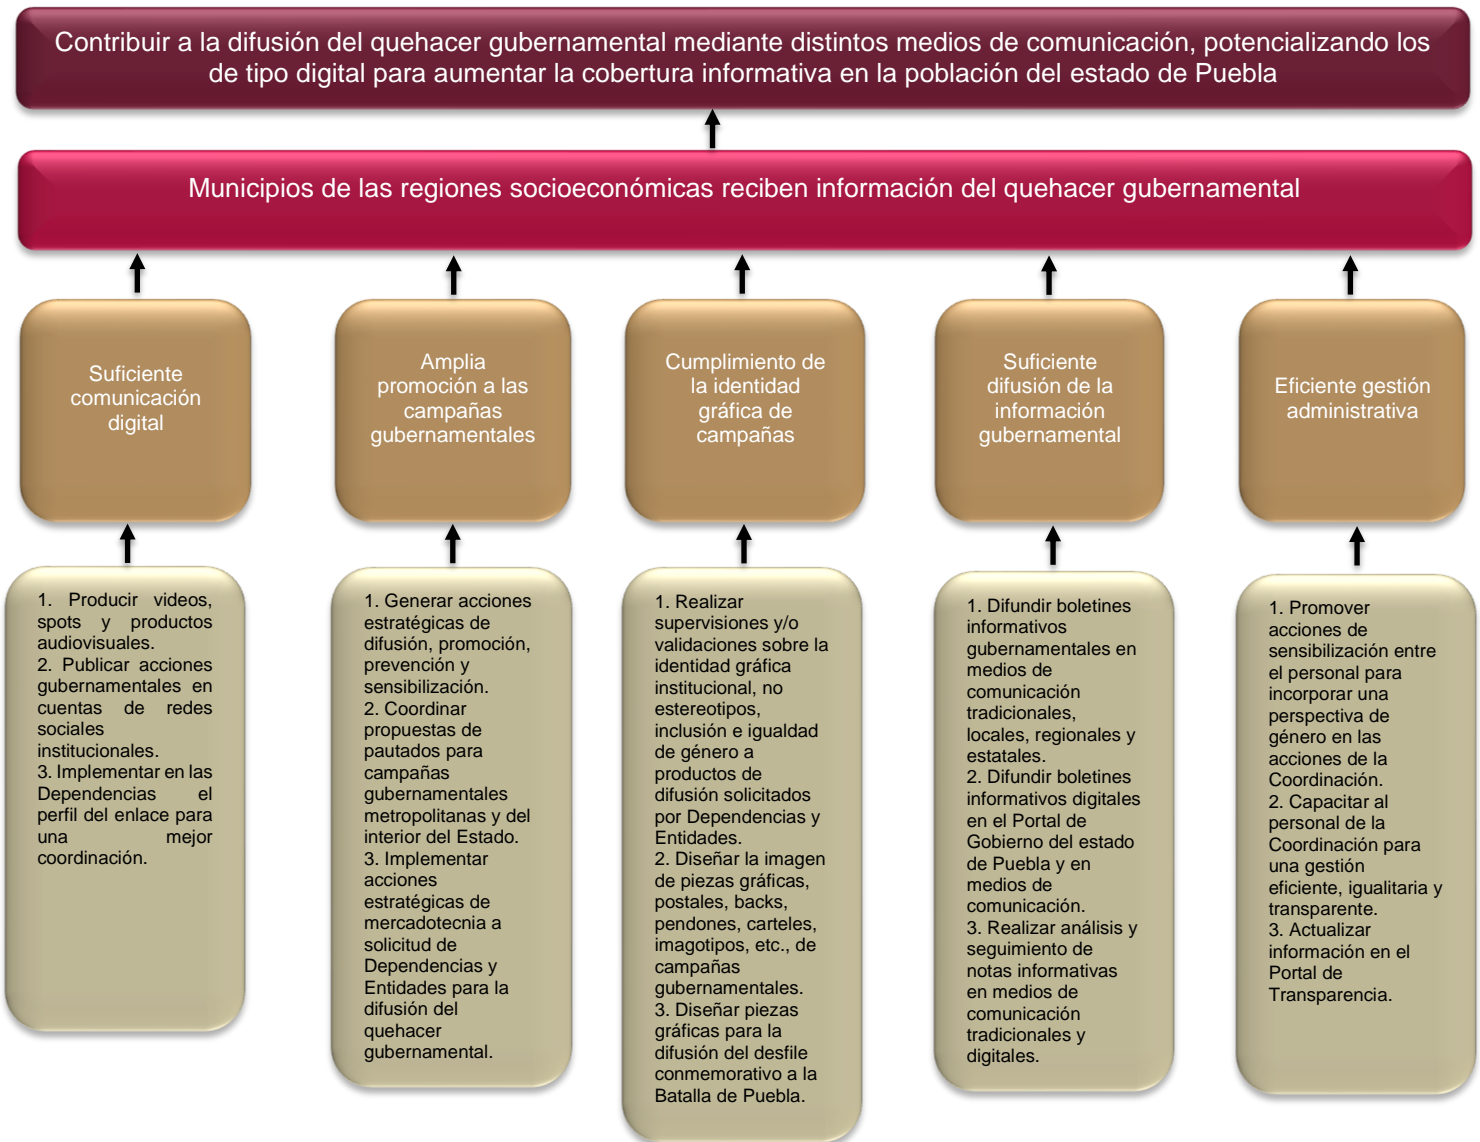 Contribuir a la difusión del quehacer gubernamental mediante distintos medios de comunicación, potencializando los
de tipo digital para aumentar la cobertura informativa en la población del estado de Puebla
Municipios de las regiones socioeconómicas reciben información del quehacer gubernamental
Suficiente
comunicación
digital
Amplia
promoción a las
campañas
gubernamentales
Cumplimiento de
la identidad
gráfica de
campañas
Suficiente
difusión de la
información
gubernamental
Eficiente gestión
administrativa
1. Producir videos,
spots y productos
audiovisuales.
2. Publicar acciones
gubernamentales en
cuentas de redes
sociales
institucionales.
3. Implementar en las
Dependencias el
perfil del enlace para
una mejor
coordinación.
1. Generar acciones
estratégicas de
difusión, promoción,
prevención y
sensibilización.
2. Coordinar
propuestas de
pautados para
campañas
gubernamentales
metropolitanas y del
interior del Estado.
3. Implementar
acciones
estratégicas de
mercadotecnia a
solicitud de
Dependencias y
Entidades para la
difusión del
quehacer
gubernamental.
1. Realizar
supervisiones y/o
validaciones sobre la
identidad gráfica
institucional, no
estereotipos,
inclusión e igualdad
de género a
productos de
difusión solicitados
por Dependencias y
Entidades.
2. Diseñar la imagen
de piezas gráficas,
postales, backs,
pendones, carteles,
imagotipos, etc., de
campañas
gubernamentales.
3. Diseñar piezas
gráficas para la
difusión del desfile
conmemorativo a la
Batalla de Puebla.
1. Difundir boletines
informativos
gubernamentales en
medios de
comunicación
tradicionales,
locales, regionales y
estatales.
2. Difundir boletines
informativos digitales
en el Portal de
Gobierno del estado
de Puebla y en
medios de
comunicación.
3. Realizar análisis y
seguimiento de
notas informativas
en medios de
comunicación
tradicionales y
digitales.
1. Promover
acciones de
sensibilización entre
el personal para
incorporar una
perspectiva de
género en las
acciones de la
Coordinación.
2. Capacitar al
personal de la
Coordinación para
una gestión
eficiente, igualitaria y
transparente.
3. Actualizar
información en el
Portal de
Transparencia.